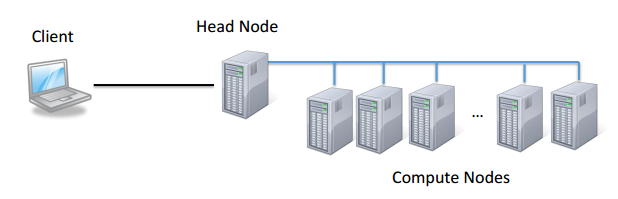 Client
Head Node
...
Compute Nodes